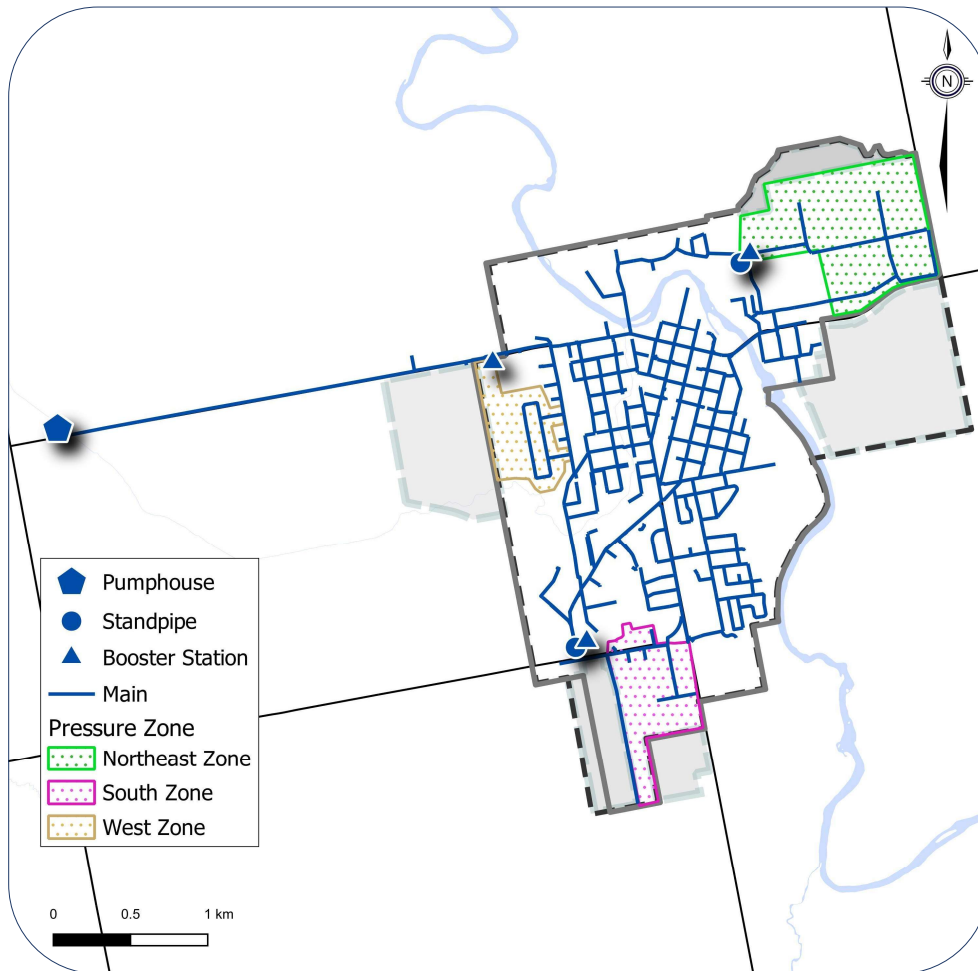 N
Pumphouse
Standpipe
Booster Station
Main
Pressure Zone
Northeast Zone
South Zone
West Zone
0 0.5 1 km